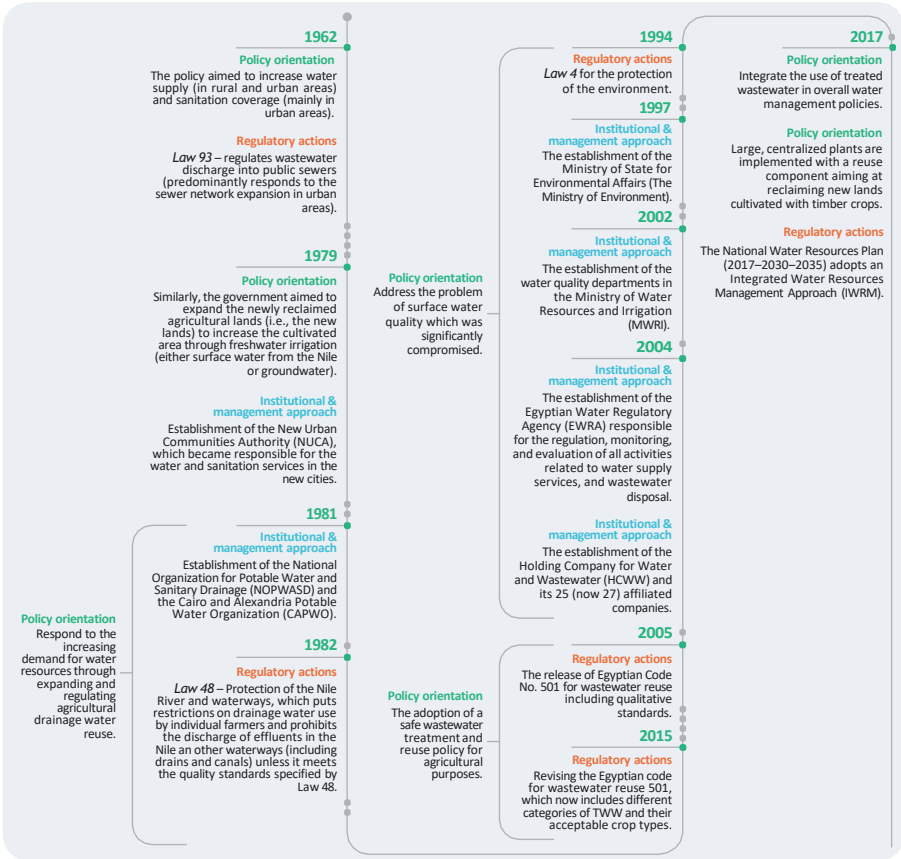 1962
Policy orientation
The policy aimed to increase water
supply (in rural and urban areas)
and sanitation coverage (mainly in
urban areas).
Regulatory actions
Law 93 – regulates wastewater
discharge into public sewers
(predominantly responds to the
sewer network expansion in urban
areas).
1979
Policy orientation
Similarly, the government aimed to
expand the newly reclaimed
agricultural lands (i.e., the new
lands) to increase the cultivated
area through freshwater irrigation
(either surface water from the Nile
or groundwater).
Institutional &
management approach
Establishment of the New Urban
Communities Authority (NUCA),
which became responsible for the
water and sanitation services in the
new cities.
Policy orientation
Respond to the
increasing
demand for water
resources through
expanding and
regulating
agricultural
drainage water
reuse.
1981
Institutional &
management approach
Establishment of the National
Organization for Potable Water and
Sanitary Drainage (NOPWASD) and
the Cairo and Alexandria Potable
Water Organization (CAPWO).
1982
Regulatory actions
Law 48 – Protection of the Nile
River and waterways, which puts
restrictions on drainage water use
by individual farmers and prohibits
the discharge of effluents in the
Nile an other waterways (including
drains and canals) unless it meets
the quality standards specified by
Law 48.
Policy orientation
Address the problem
of surface water
quality which was
significantly
compromised.
1994
Regulatory actions
Law 4 for the protection
of the environment.
1997
Institutional &
management approach
The establishment of the
Ministry of State for
Environmental Affairs (The
Ministry of Environment).
2002
Institutional &
management approach
The establishment of the
water quality departments in
the Ministry of Water
Resources and Irrigation
(MWRI).
2004
Institutional &
management approach
The establishment of the
Egyptian Water Regulatory
Agency (EWRA) responsible
for the regulation, monitoring,
and evaluation of all activities
related to water supply
services, and wastewater
disposal.
Institutional &
management approach
The establishment of the
Holding Company for Water
and Wastewater (HCWW) and
its 25 (now 27) affiliated
companies.
Policy orientation
The adoption of a
safe wastewater
treatment and
reuse policy for
agricultural
purposes.
2005
Regulatory actions
The release of Egyptian Code
No. 501 for wastewater reuse
including qualitative
standards.
2015
Regulatory actions
Revising the Egyptian code
for wastewater reuse 501,
which now includes different
categories of TWW and their
acceptable crop types.
2017
Policy orientation
Integrate the use of treated
wastewater in overall water
management policies.
Policy orientation
Large, centralized plants are
implemented with a reuse
component aiming at
reclaiming new lands
cultivated with timber crops.
Regulatory actions
The National Water Resources Plan
(2017–2030–2035) adopts an
Integrated Water Resources
Management Approach (IWRM).